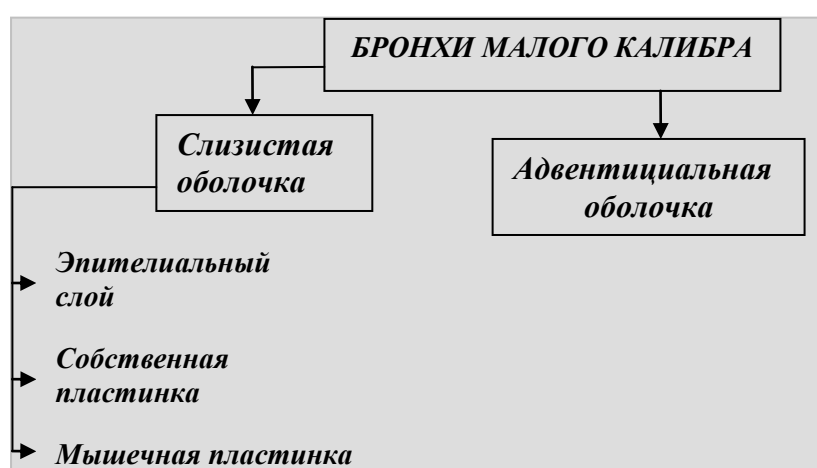 БРОНХИ МАЛОГО КАЛИБРА
Слизистая
оболочка
Адвентициальная
оболочка
Эпителиальный
слой
Собственная
пластинка
Мышечная пластинка